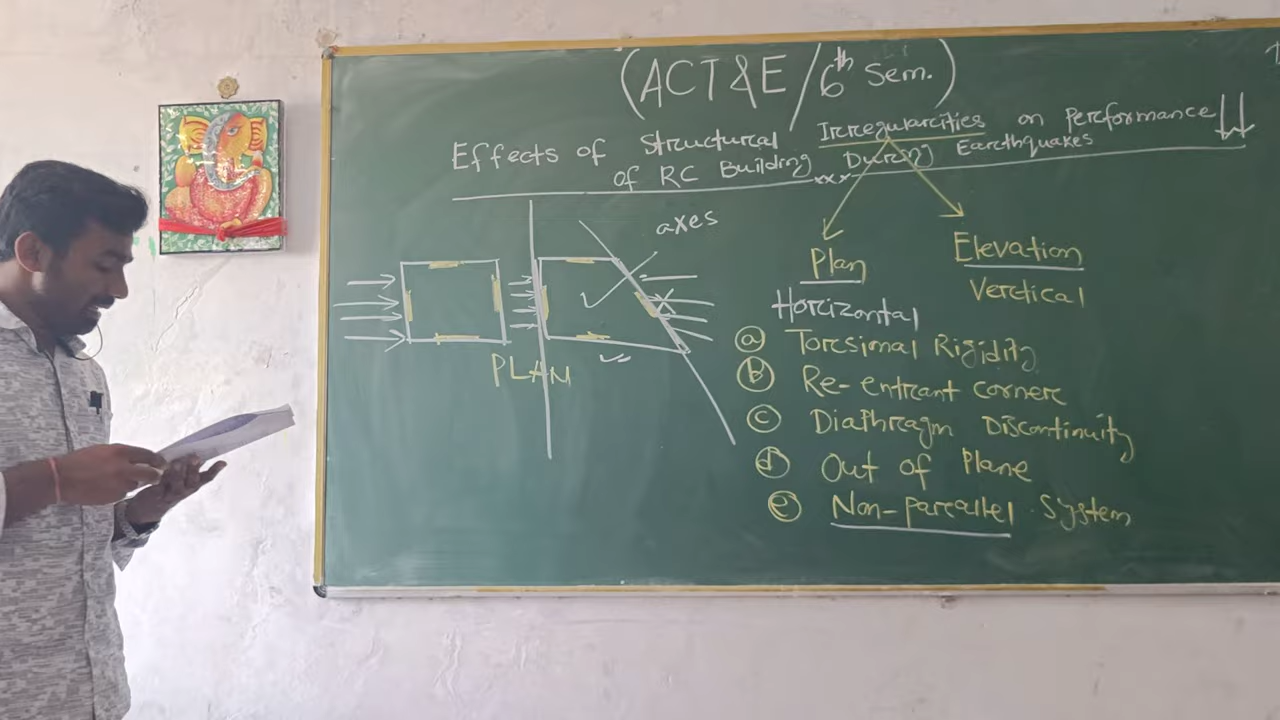 (ACT&E/6th Sem.)
Effects of Structural Irregularcities on Performance
of RC Building During Earthquakes
axes
Plan
Elevation
Horizontal
Vertical
PLAN
(a) Torsional Rigidity
(b) Re-entrant corner
(c) Diaphragm Discontinuity
(d) Out of Plane
(e) Non-parallel System